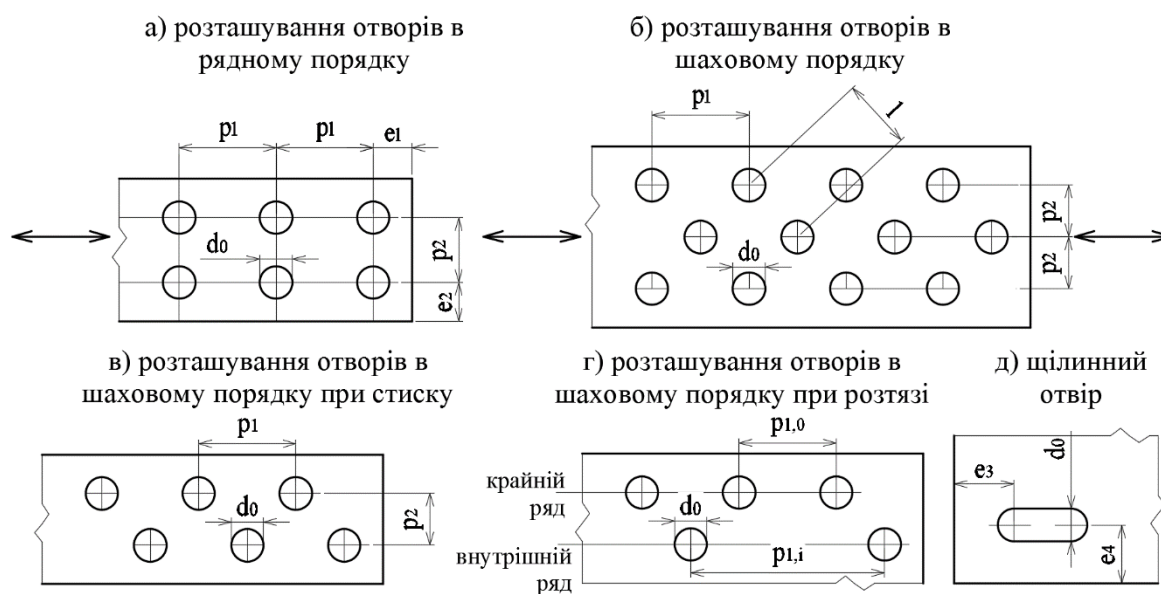 а) розташування отворів в
рядному порядку
б) розташування отворів в
шаховому порядку
p1
p1
e1
d0
p2
e2
p1
l
d0
p2
p2
в) розташування отворів в
шаховому порядку при стиску
p1
d0
p2
г) розташування отворів в
шаховому порядку при розтязі
p1,0
крайній
ряд
d0
внутрішній
ряд
p1,i
д) щілинний
отвір
d0
e3
e4